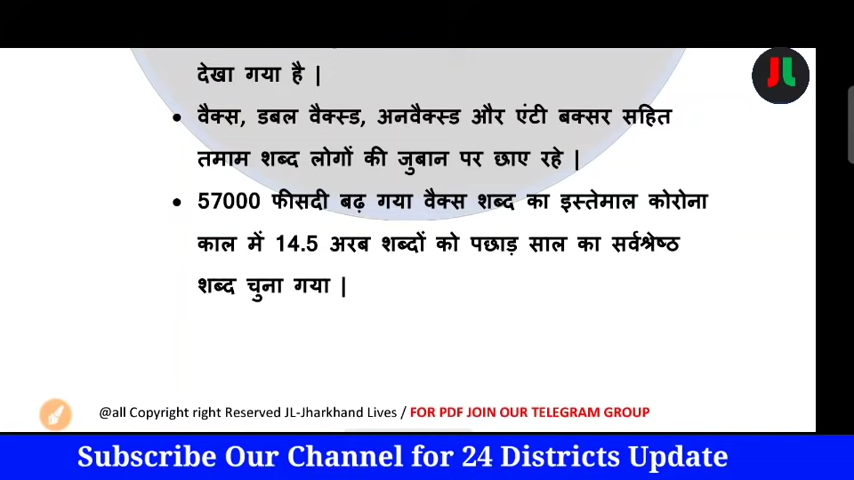 देखा गया है |
JL
• वैक्स, डबल वैक्स्ड, अनवैक्स्ड और एंटी बक्सर सहित
तमाम शब्द लोगों की जुबान पर छाए रहे |
• 57000 फीसदी बढ़ गया वैक्स शब्द का इस्तेमाल कोरोना
काल में 14.5 अरब शब्दों को पछाड़ साल का सर्वश्रेष्ठ
शब्द चुना गया |
@all Copyright right Reserved JL-Jharkhand Lives / FOR PDF JOIN OUR TELEGRAM GROUP
Subscribe Our Channel for 24 Districts Update